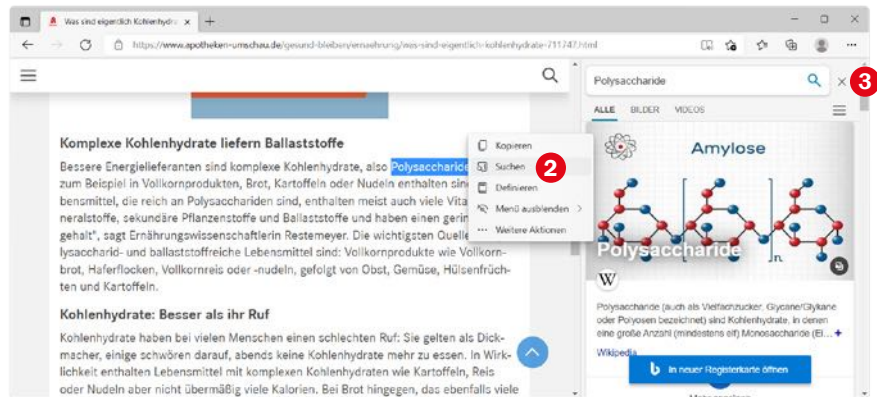 Was sind eigentlich Kohlenhydra
https://www.apotheken-umschau.de/gesund-bleiben/ernaehrung/was-sind-eigentlich-kohlenhydrate-711747.html
Komplexe Kohlenhydrate liefern Ballaststoffe
Bessere Energielieferanten sind komplexe Kohlenhydrate, also Polysaccharide
zum Beispiel in Vollkornprodukten, Brot, Kartoffeln oder Nudeln enthalten sin
bensmittel, die reich an Polysacchariden sind, enthalten meist auch viele Vita
neralstoffe, sekundäre Pflanzenstoffe und Ballaststoffe und haben einen gerin
gehalt", sagt Ernährungswissenschaftlerin Restemeyer. Die wichtigsten Quelle
lysaccharid- und ballaststoffreiche Lebensmittel sind: Vollkornprodukte wie Vollkorn-
brot, Haferflocken, Vollkornreis oder -nudeln, gefolgt von Obst, Gemüse, Hülsenfrüch-
ten und Kartoffeln.
Kohlenhydrate: Besser als ihr Ruf
Kohlenhydrate haben bei vielen Menschen einen schlechten Ruf: Sie gelten als Dick-
macher, einige schwören darauf, abends keine Kohlenhydrate mehr zu essen. In Wirk-
lichkeit enthalten Lebensmittel mit komplexen Kohlenhydraten wie Kartoffeln, Reis
oder Nudeln aber nicht übermäßig viele Kalorien. Bei Brot hingegen, das ebenfalls viele
Kopieren
Suchen
2
Definieren
Menü ausblenden
Weitere Aktionen
Polysaccharide
3
ALLE BILDER VIDEOS
Amylose
n
Polysaccharide
W
Polysaccharide (auch als Vielfachzucker, Glycane/Glykane
oder Polyosen bezeichnet) sind Kohlenhydrate, in denen
eine große Anzahl (mindestens elf) Monosaccharide (Ei… +
Wikipedia
In neuer Registerkarte öffnen